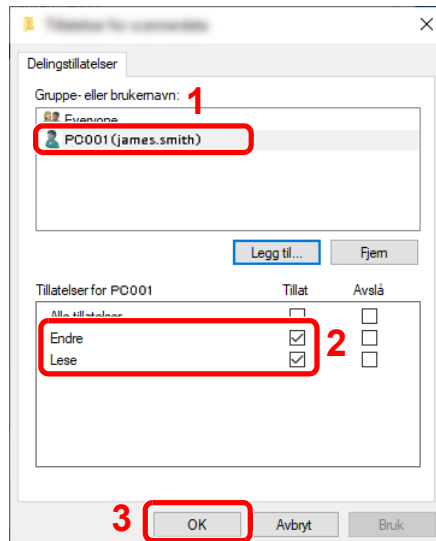 Delingstillatelser
Gruppe- eller brukernavn: 1
Everyone
PC001(james.smith)
Legg til... Fjern
Tillatelser for PC001 Tillat Avslå
Alle tillatelser
Endre
2
Lese
3 OK Avbryt Bruk